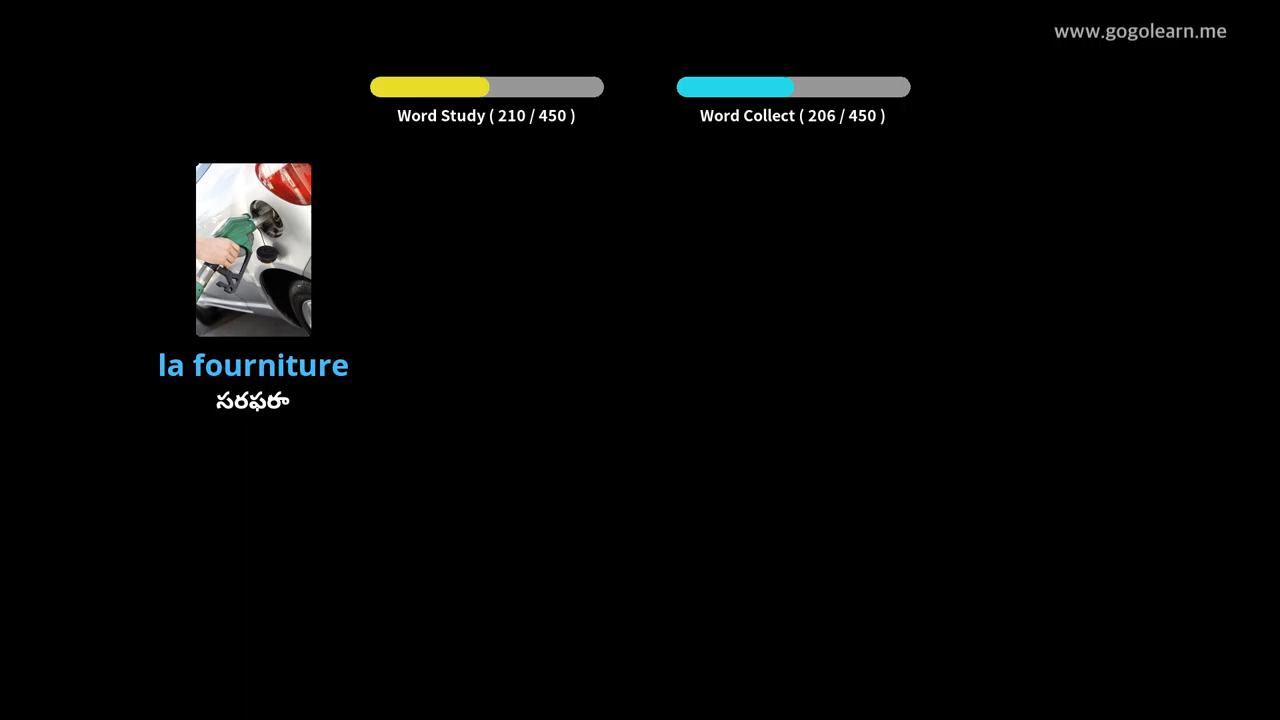 www.gogolearn.me
Word Study ( 210 / 450 )
Word Collect ( 206 / 450 )
la fourniture
సరఫరా